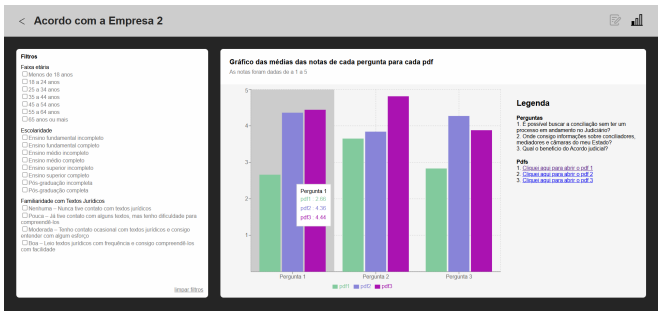 < Acordo com a Empresa 2
Filtros
Faixa etária
Menos de 18 anos
18 a 24 anos
25 a 34 anos
35 a 44 anos
45 a 54 anos
55 a 64 anos
65 anos ou mais
Escolaridade
Ensino fundamental incompleto
Ensino fundamental completo
Ensino médio incompleto
Ensino médio completo
Ensino superior incompleto
Ensino superior completo
Pós-graduação incompleta
Pós-graduação completa
Familiaridade com Textos Jurídicos
Nenhuma – Nunca tive contato com textos jurídicos
Pouca – Já tive contato com alguns textos, mas tenho dificuldade para
compreendê-los
Moderada – Tenho contato ocasional com textos jurídicos e consigo
entender com algum esforço
Boa – Leio textos jurídicos com frequência e consigo compreendê-los
com facilidade
limpar filtros
Gráfico das médias das notas de cada pergunta para cada pdf
As notas foram dadas de a 1 a 5
5
4
3
2
1
Pergunta 1
pdf1 : 2.66
pdf2 : 4.36
pdf3 : 4.44
Pergunta 1
Pergunta 2
Pergunta 3
pdf1 pdf2 pdf3
Legenda
Perguntas
1. É possível buscar a conciliação sem ter um
processo em andamento no Judiciário?
2. Onde consigo informações sobre conciliadores,
mediadores e câmaras do meu Estado?
3. Qual o benefício do Acordo judicial?
Pdfs
1. Clique aqui para abrir o pdf 1
2. Clique aqui para abrir o pdf 2
3. Clique aqui para abrir o pdf 3